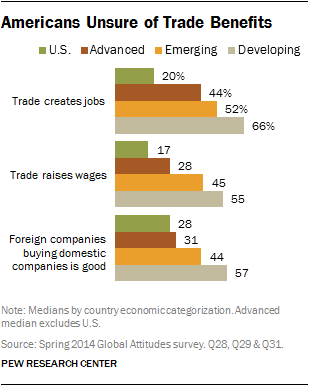 Americans Unsure of Trade Benefits
U.S. Advanced Emerging Developing
Trade creates jobs
20%
44%
52%
66%
Trade raises wages
17
28
45
55
Foreign companies
buying domestic
companies is good
28
31
44
57
Note: Medians by country economic categorization. Advanced
median excludes U.S.
Source: Spring 2014 Global Attitudes survey. Q28, Q29 & Q31.
PEW RESEARCH CENTER